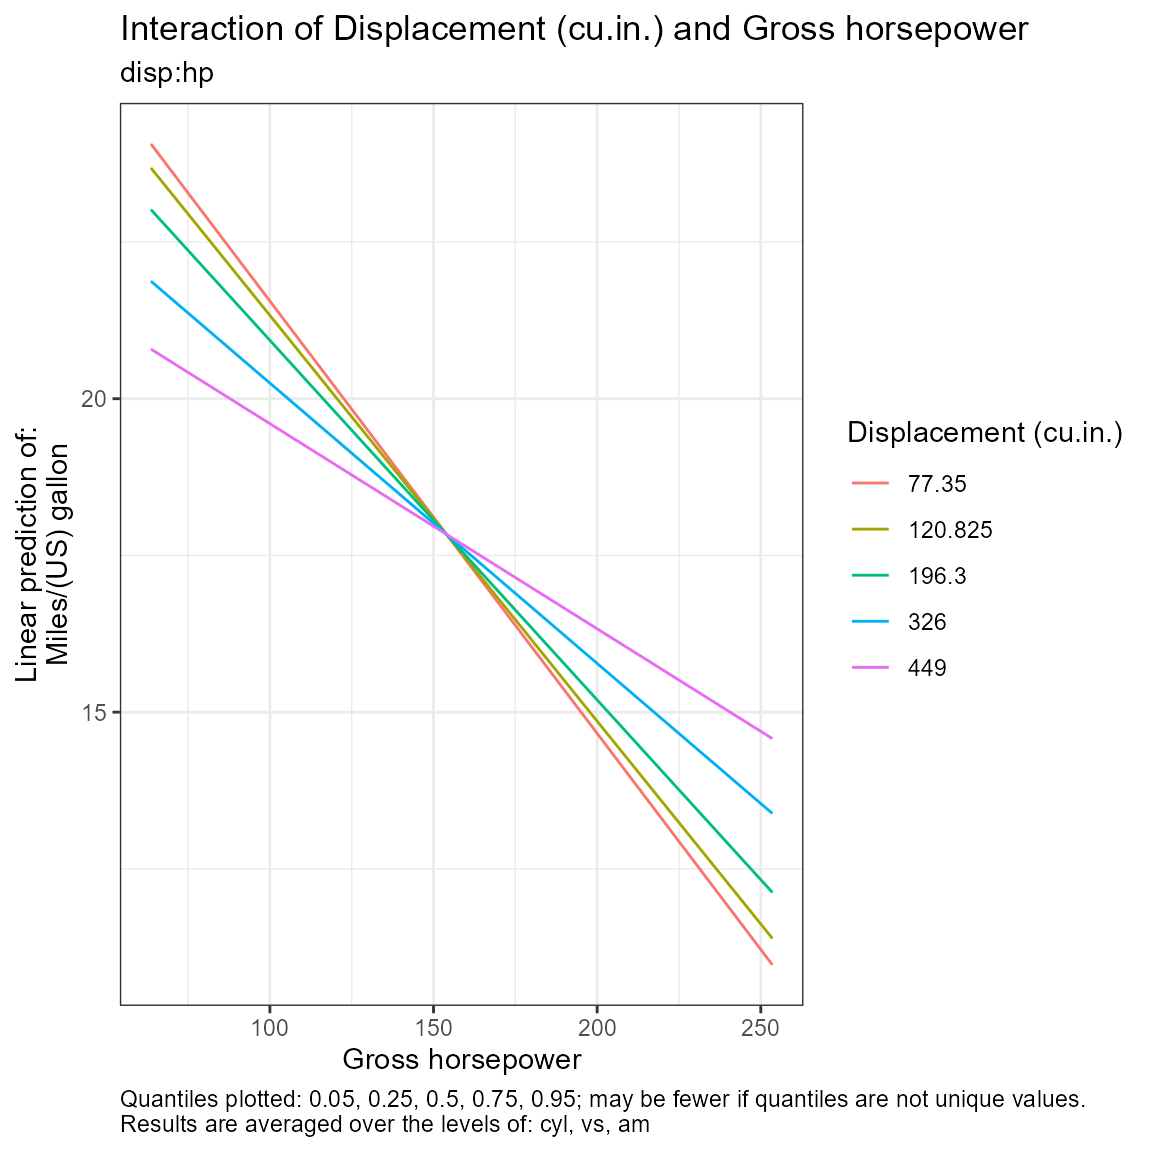 Interaction of Displacement (cu.in.) and Gross horsepower
disp:hp
Linear prediction of:
Miles/(US) gallon
20
15
100
150
200
250
Gross horsepower
Displacement (cu.in.)
77.35
120.825
196.3
326
449
Quantiles plotted: 0.05, 0.25, 0.5, 0.75, 0.95; may be fewer if quantiles are not unique values.
Results are averaged over the levels of: cyl, vs, am